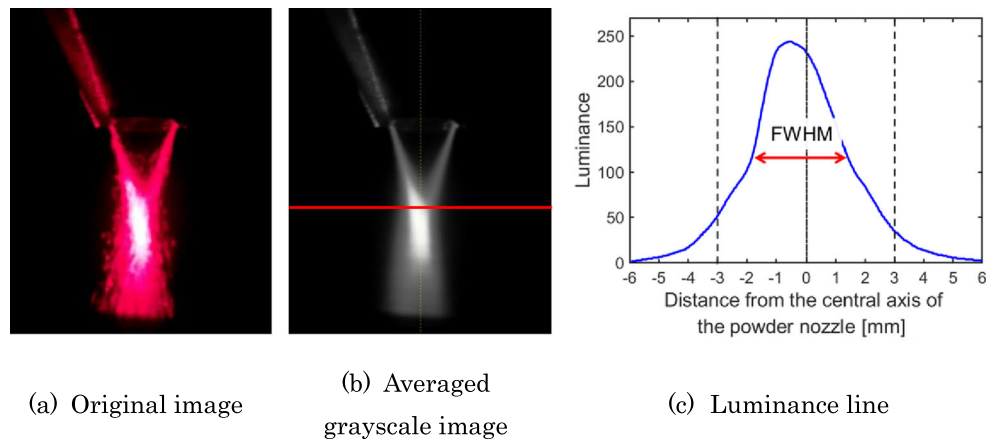 250
200
150
100
50
0
Luminance
FWHM
-6 -5 -4 -3 -2 -1 0 1 2 3 4 5 6
Distance from the central axis of
the powder nozzle [mm]
(a) Original image
(b) Averaged
grayscale image
(c) Luminance line